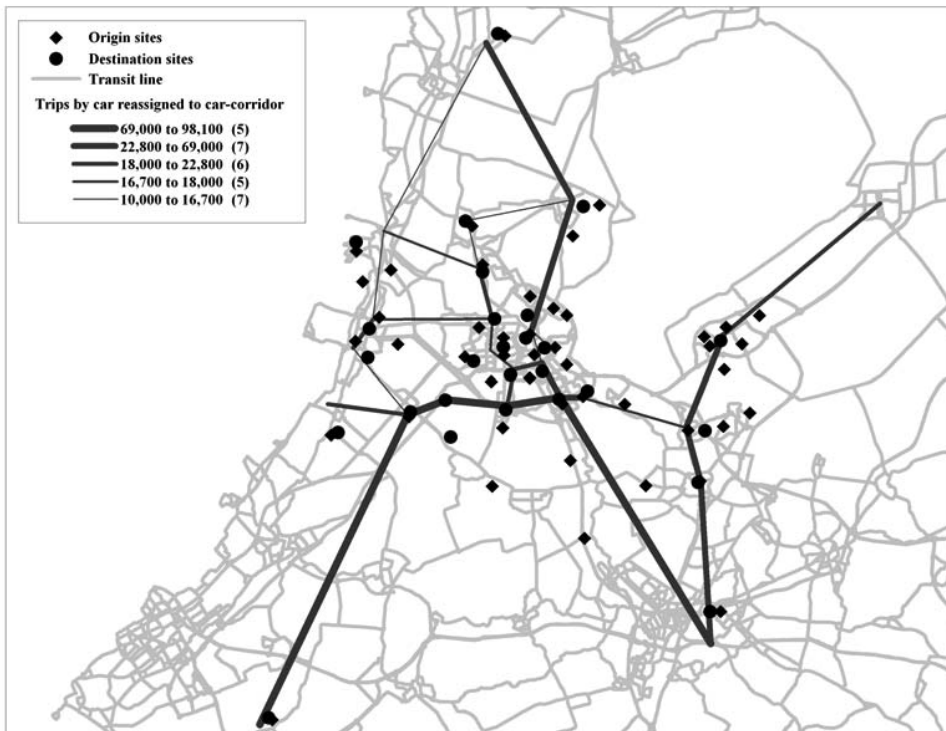 Origin sites
Destination sites
Transit line
Trips by car reassigned to car-corridor
69,000 to 98,100 (5)
22,800 to 69,000 (7)
18,000 to 22,800 (6)
16,700 to 18,000 (5)
10,000 to 16,700 (7)